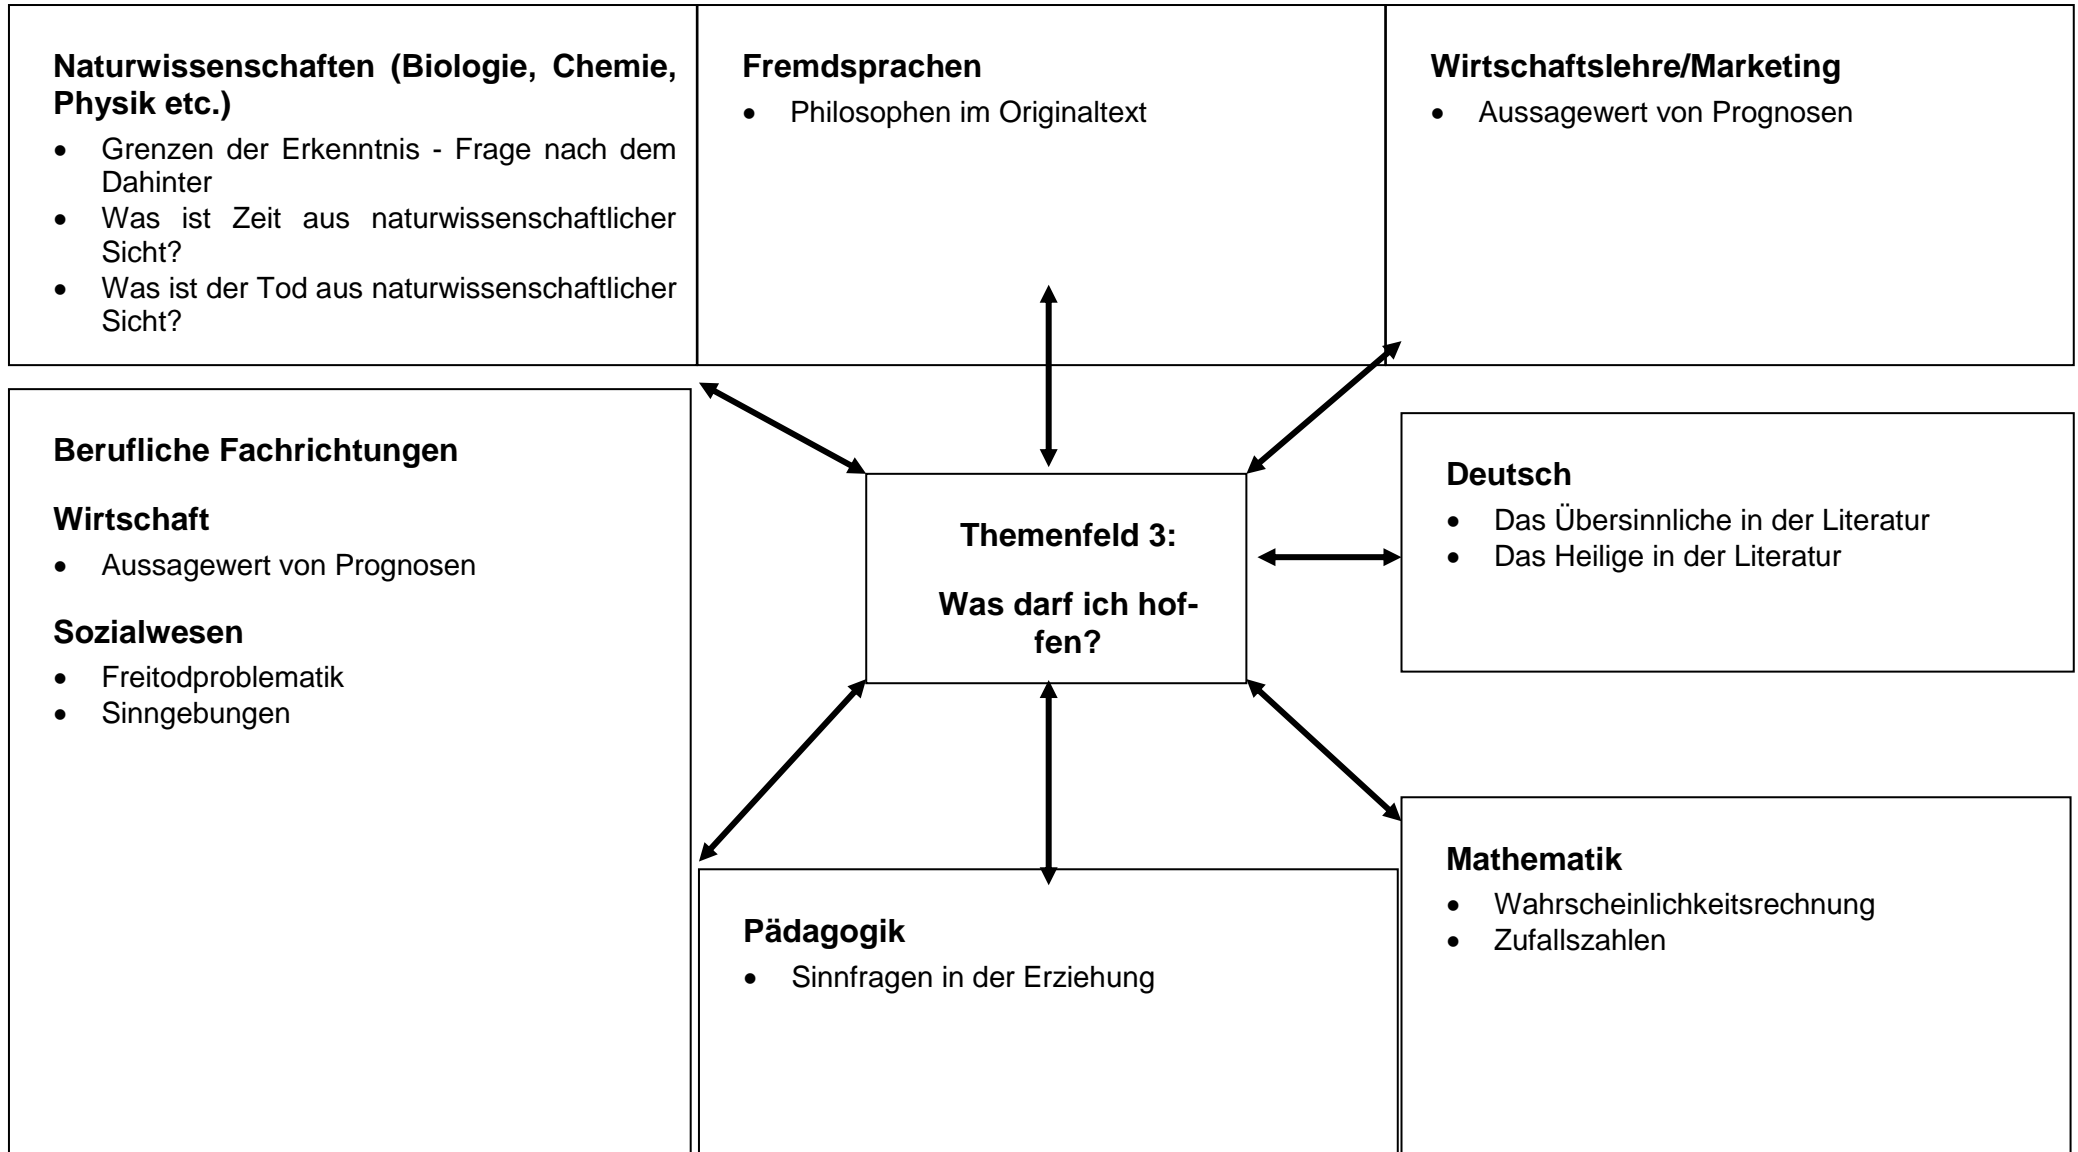 Naturwissenschaften (Biologie, Chemie,
Physik etc.)
• Grenzen der Erkenntnis - Frage nach dem
Dahinter
• Was ist Zeit aus naturwissenschaftlicher
Sicht?
• Was ist der Tod aus naturwissenschaftlicher
Sicht?
Fremdsprachen
• Philosophen im Originaltext
Wirtschaftslehre/Marketing
• Aussagewert von Prognosen
Berufliche Fachrichtungen
Wirtschaft
• Aussagewert von Prognosen
Sozialwesen
• Freitodproblematik
• Sinngebungen
Themenfeld 3:
Was darf ich hof-
fen?
Deutsch
• Das Übersinnliche in der Literatur
• Das Heilige in der Literatur
Pädagogik
• Sinnfragen in der Erziehung
Mathematik
• Wahrscheinlichkeitsrechnung
• Zufallszahlen